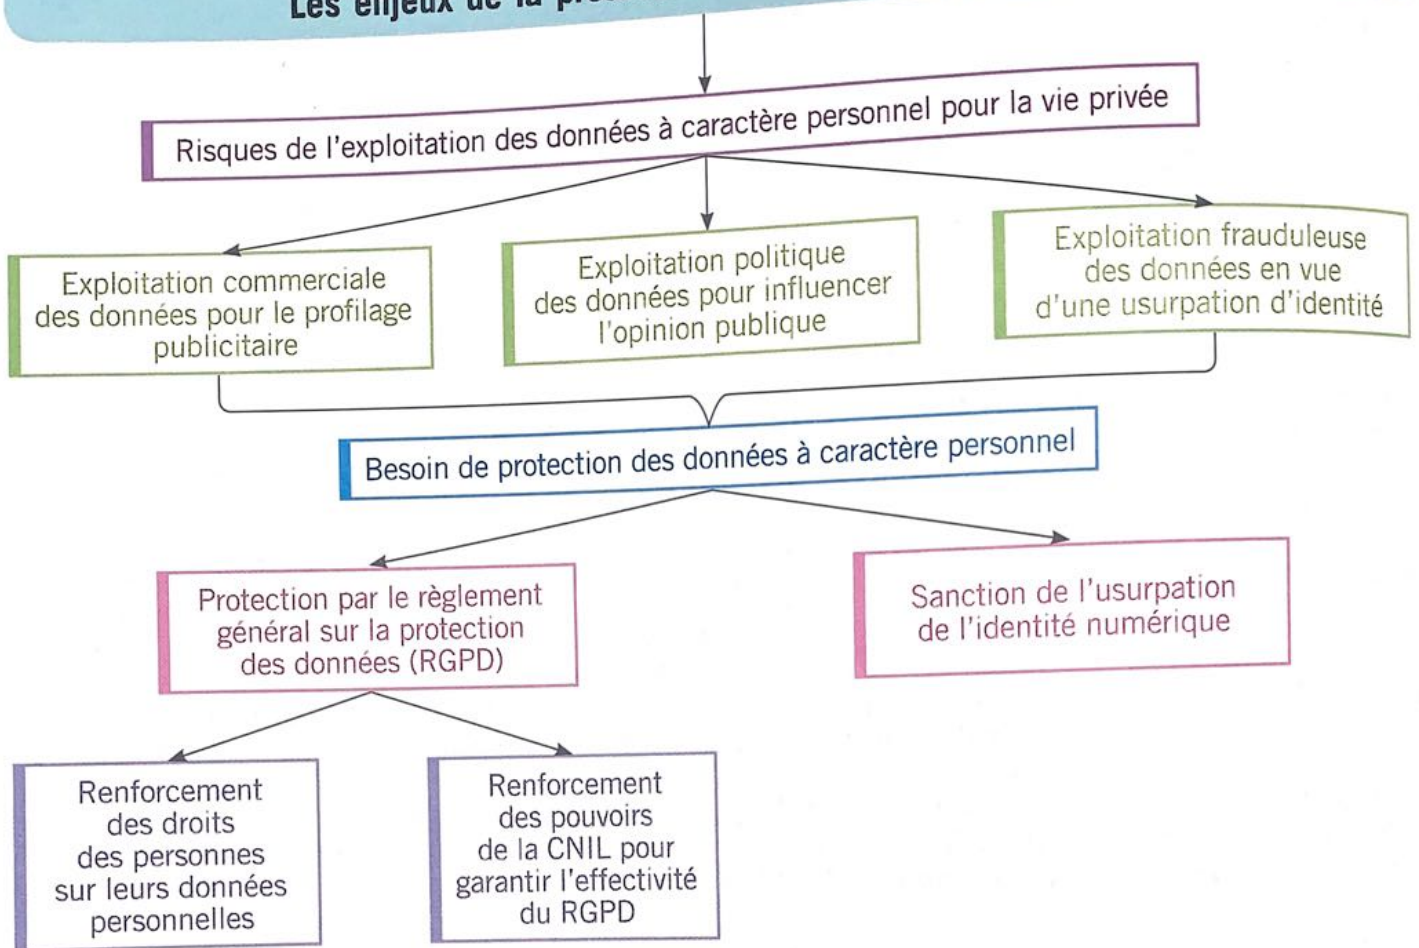 Les enjeux de la
Risques de l'exploitation des données à caractère personnel pour la vie privée
Exploitation commerciale
des données pour le profilage
publicitaire
Exploitation politique
des données pour influencer
l'opinion publique
Exploitation frauduleuse
des données en vue
d'une usurpation d'identité
Besoin de protection des données à caractère personnel
Protection par le règlement
général sur la protection
des données (RGPD)
Sanction de l'usurpation
de l'identité numérique
Renforcement
des droits
des personnes
sur leurs données
personnelles
Renforcement
des pouvoirs
de la CNIL pour
garantir l'effectivité
du RGPD